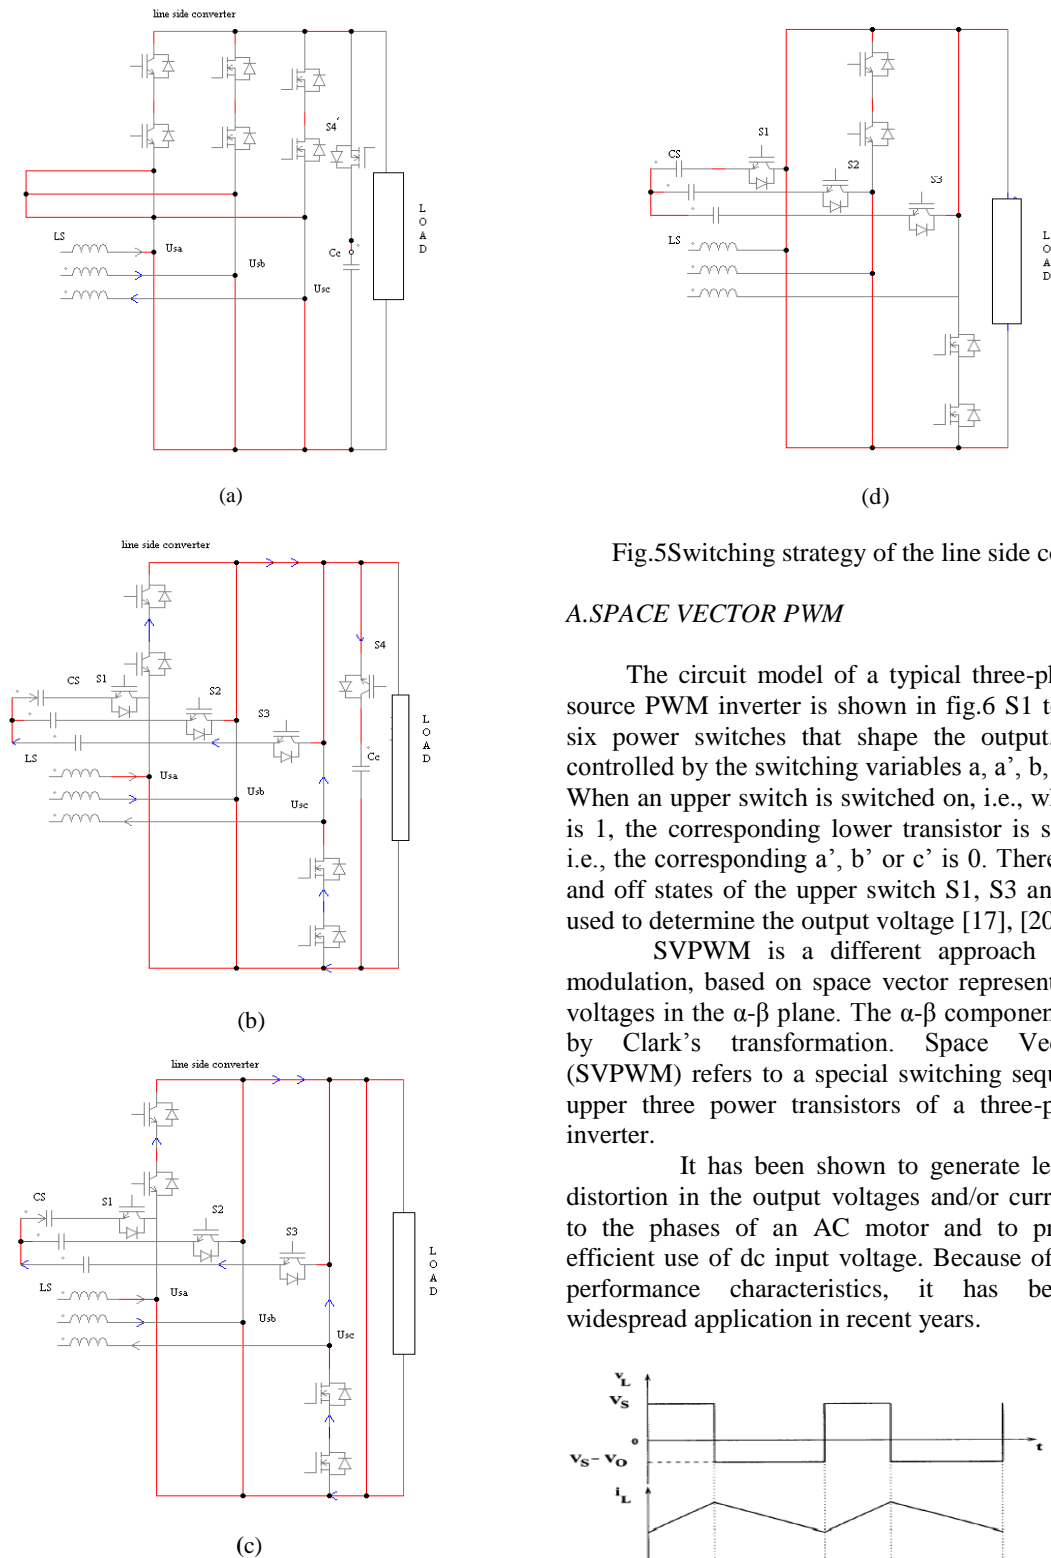 line side converter
S4'
LS
Usa
Usb
Usc
Cc
L
O
A
D
(a)
line side converter
CS
S1
S2
S3
S4
LS
Usa
Usb
Usc
Cc
L
O
A
D
(b)
line side converter
CS
S1
S2
S3
LS
Usa
Usb
Usc
L
O
A
D
(c)
S1
CS
S2
S3
LS
L
O
A
D
(d)
Fig.5Switching strategy of the line side co
A.SPACE VECTOR PWM
The circuit model of a typical three-pl
source PWM inverter is shown in fig.6 S1 t
six power switches that shape the output,
controlled by the switching variables a, a’, b,
When an upper switch is switched on, i.e., wl
is 1, the corresponding lower transistor is s
i.e., the corresponding a’, b’ or c’ is 0. There
and off states of the upper switch S1, S3 an
used to determine the output voltage [17], [20
SVPWM is a different approach
modulation, based on space vector represent
voltages in the α-β plane. The α-β componen
by Clark’s transformation. Space Vec
(SVPWM) refers to a special switching sequ
upper three power transistors of a three-p
inverter.
It has been shown to generate le
distortion in the output voltages and/or curr
to the phases of an AC motor and to pr
efficient use of dc input voltage. Because of
performance characteristics, it has be
widespread application in recent years.
vL
VS
o
t
VS – VO
iL